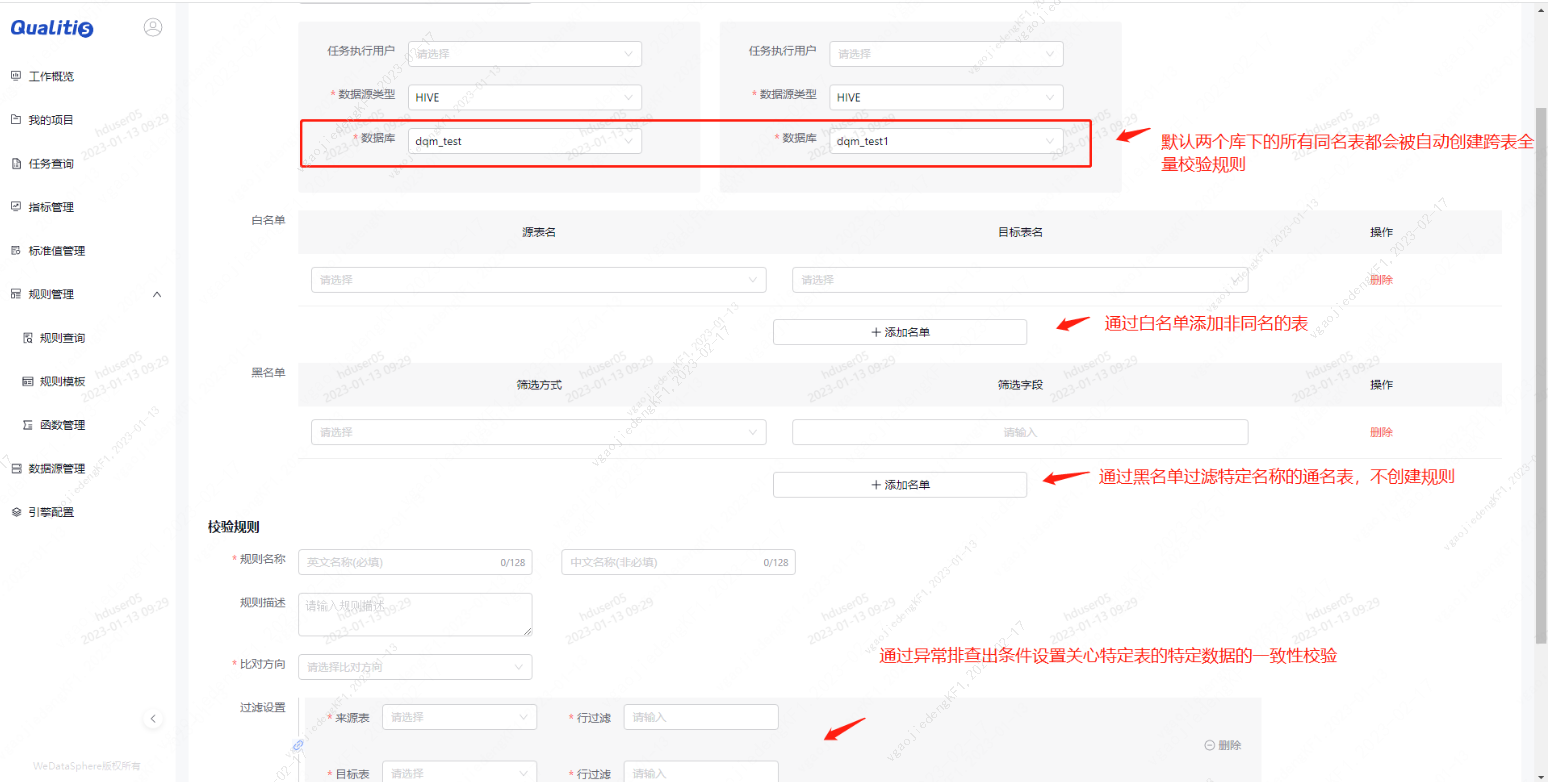 Qualitis
工作概览
我的项目
任务查询
指标管理
标准值管理
规则管理
规则查询
规则模板
函数管理
数据源管理
引擎配置
WeDataSphere版权所有
任务执行用户 请选择 任务执行用户 请选择
* 数据源类型 HIVE * 数据源类型 HIVE
* 数据库 dqm_test * 数据库 dqm_test1
默认两个库下的所有同名表都会被自动创建跨表全
量校验规则
白名单 源表名 目标表名 操作
请选择 请选择 删除
+ 添加名单
通过白名单添加非同名的表
黑名单 筛选方式 筛选字段 操作
请选择 请输入 删除
+ 添加名单
通过黑名单过滤特定名称的通名表，不创建规则
校验规则
* 规则名称 英文名称(必填) 0/128 中文名称(非必填) 0/128
规则描述 请输入规则描述
* 比对方向 请选择比对方向
通过异常排查出条件设置关心特定表的特定数据的一致性校验
过滤设置 * 来源表 请选择 * 行过滤 请输入
删除
* 目标表 请选择 * 行过滤 请输入
hduser05
2023-01-13 09:29
vgaojiedengKF1, 2023-02-17